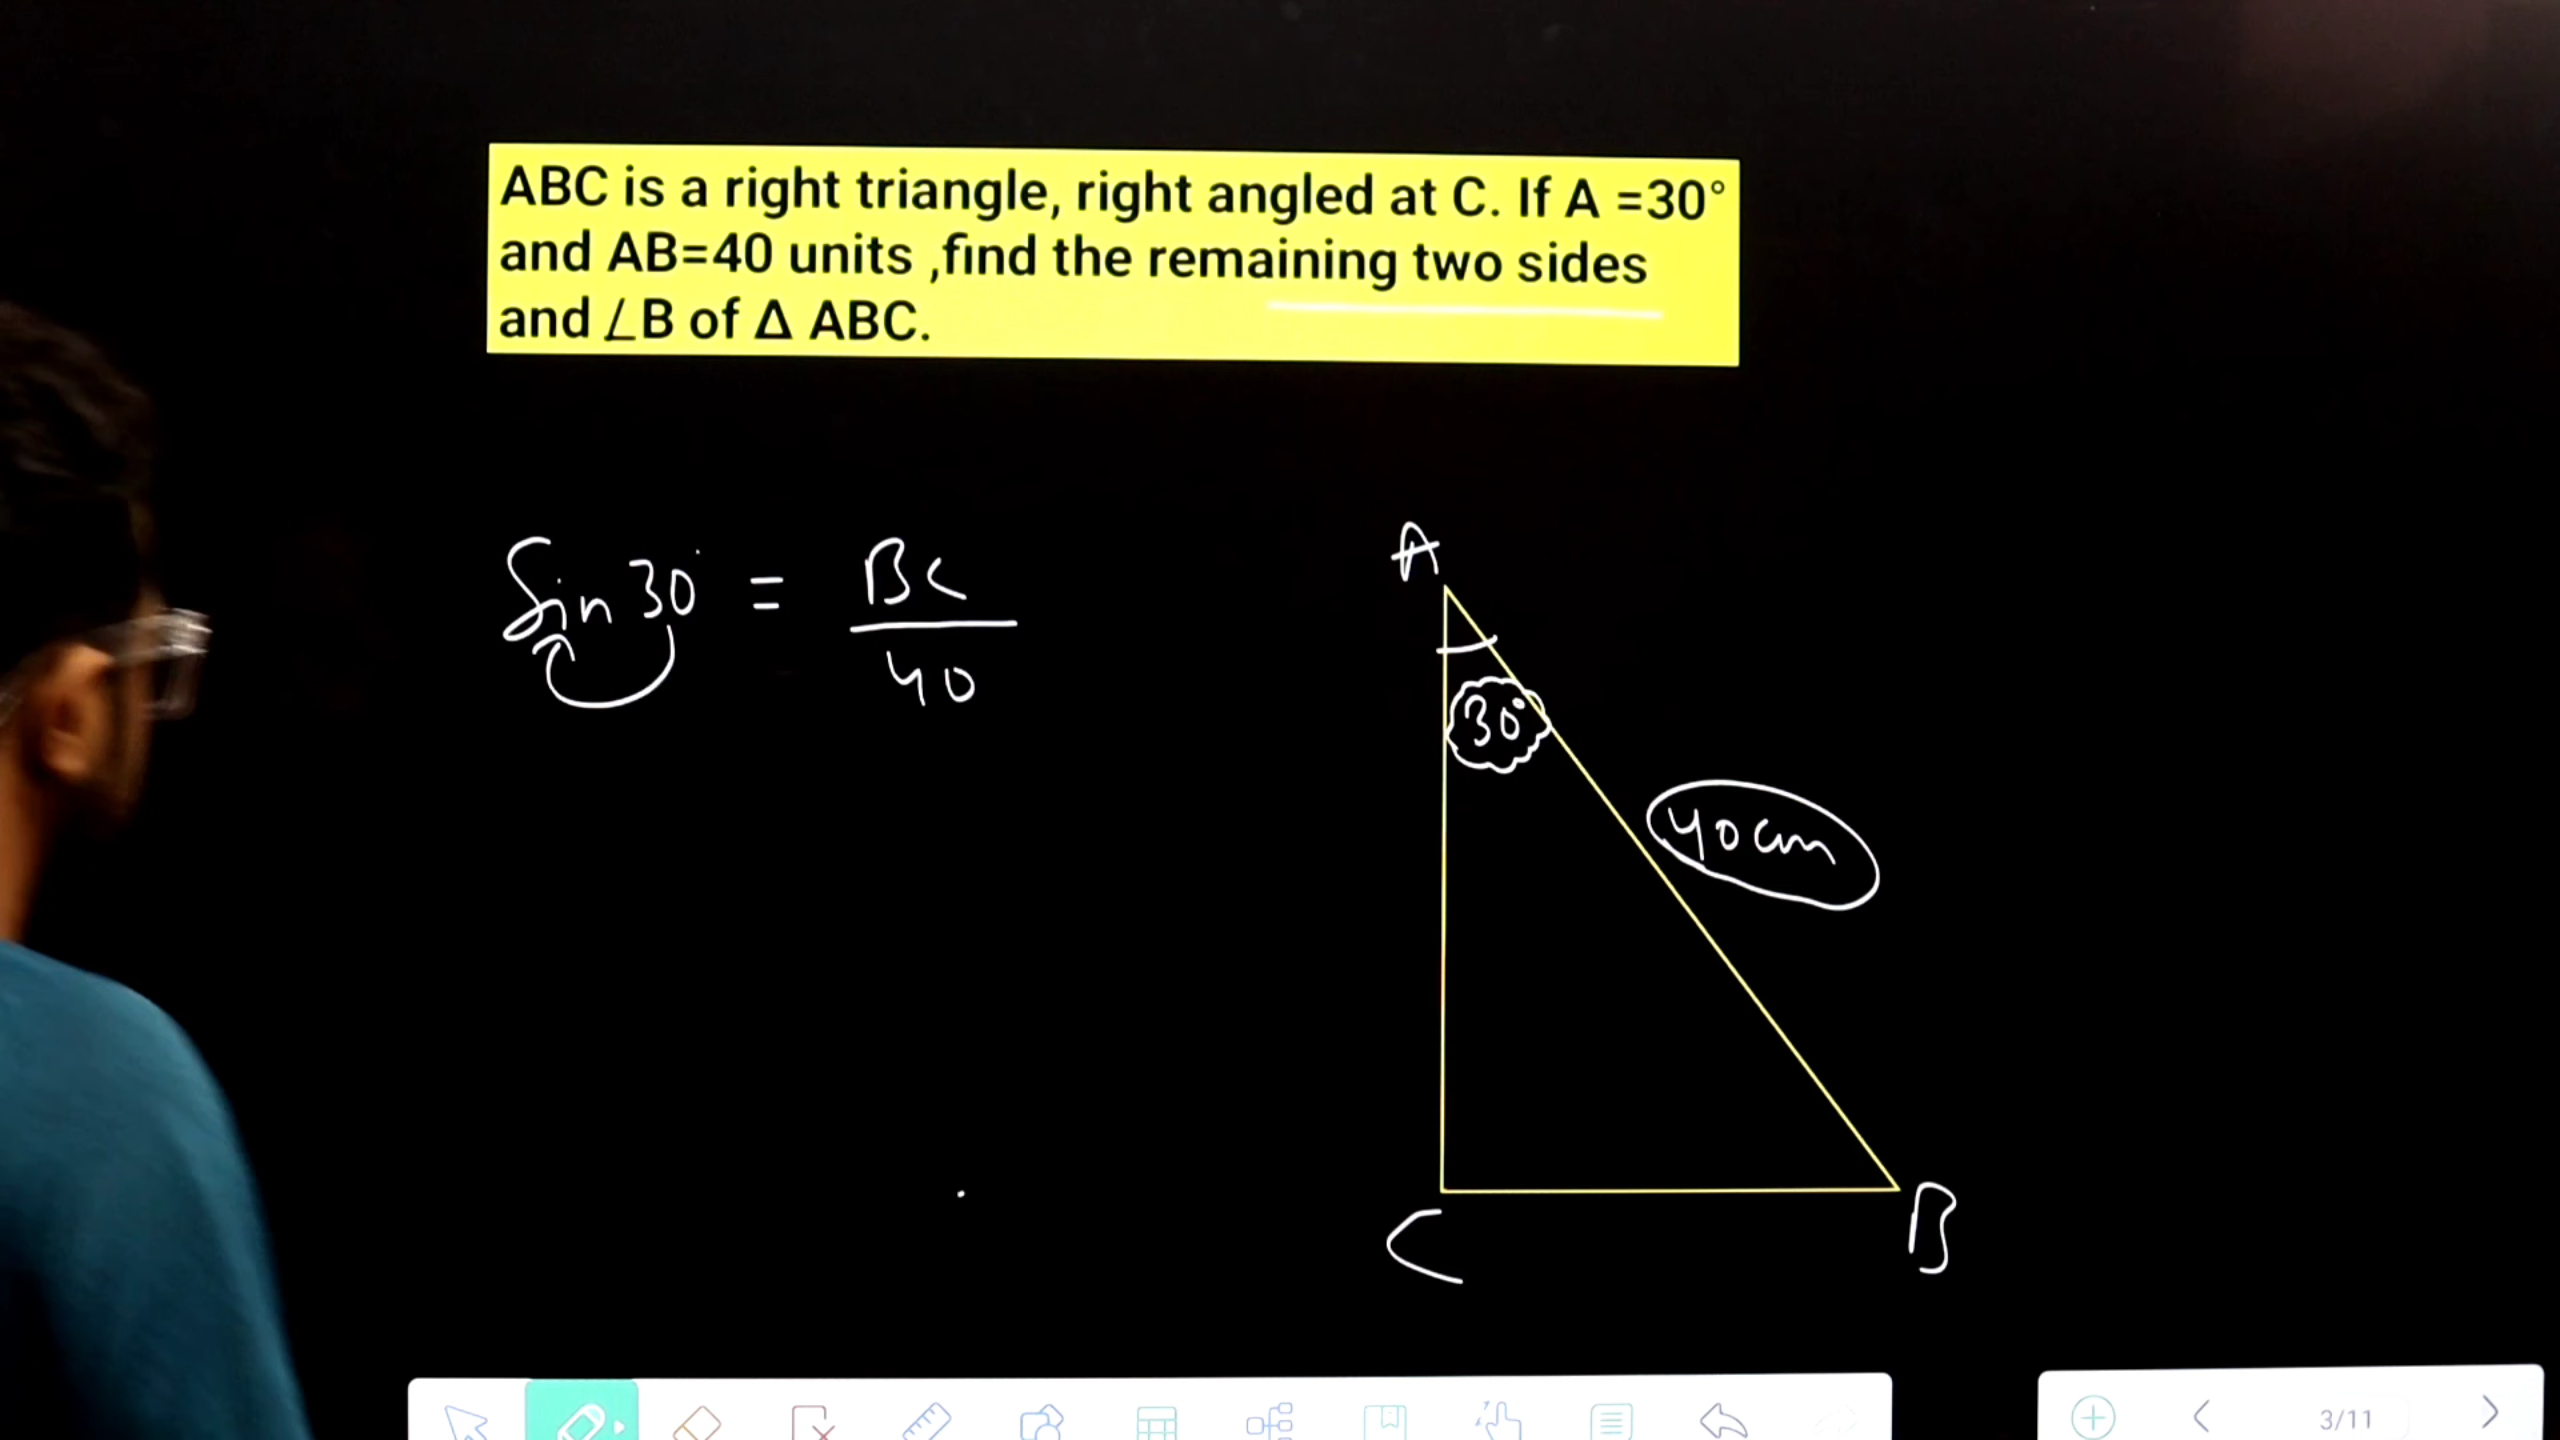 ABC is a right triangle, right angled at C. If A =30°
and AB=40 units ,find the remaining two sides
and ∠B of Δ ABC.
Sin 30° = BC
40
A
30°
40cm
C
B
3/11